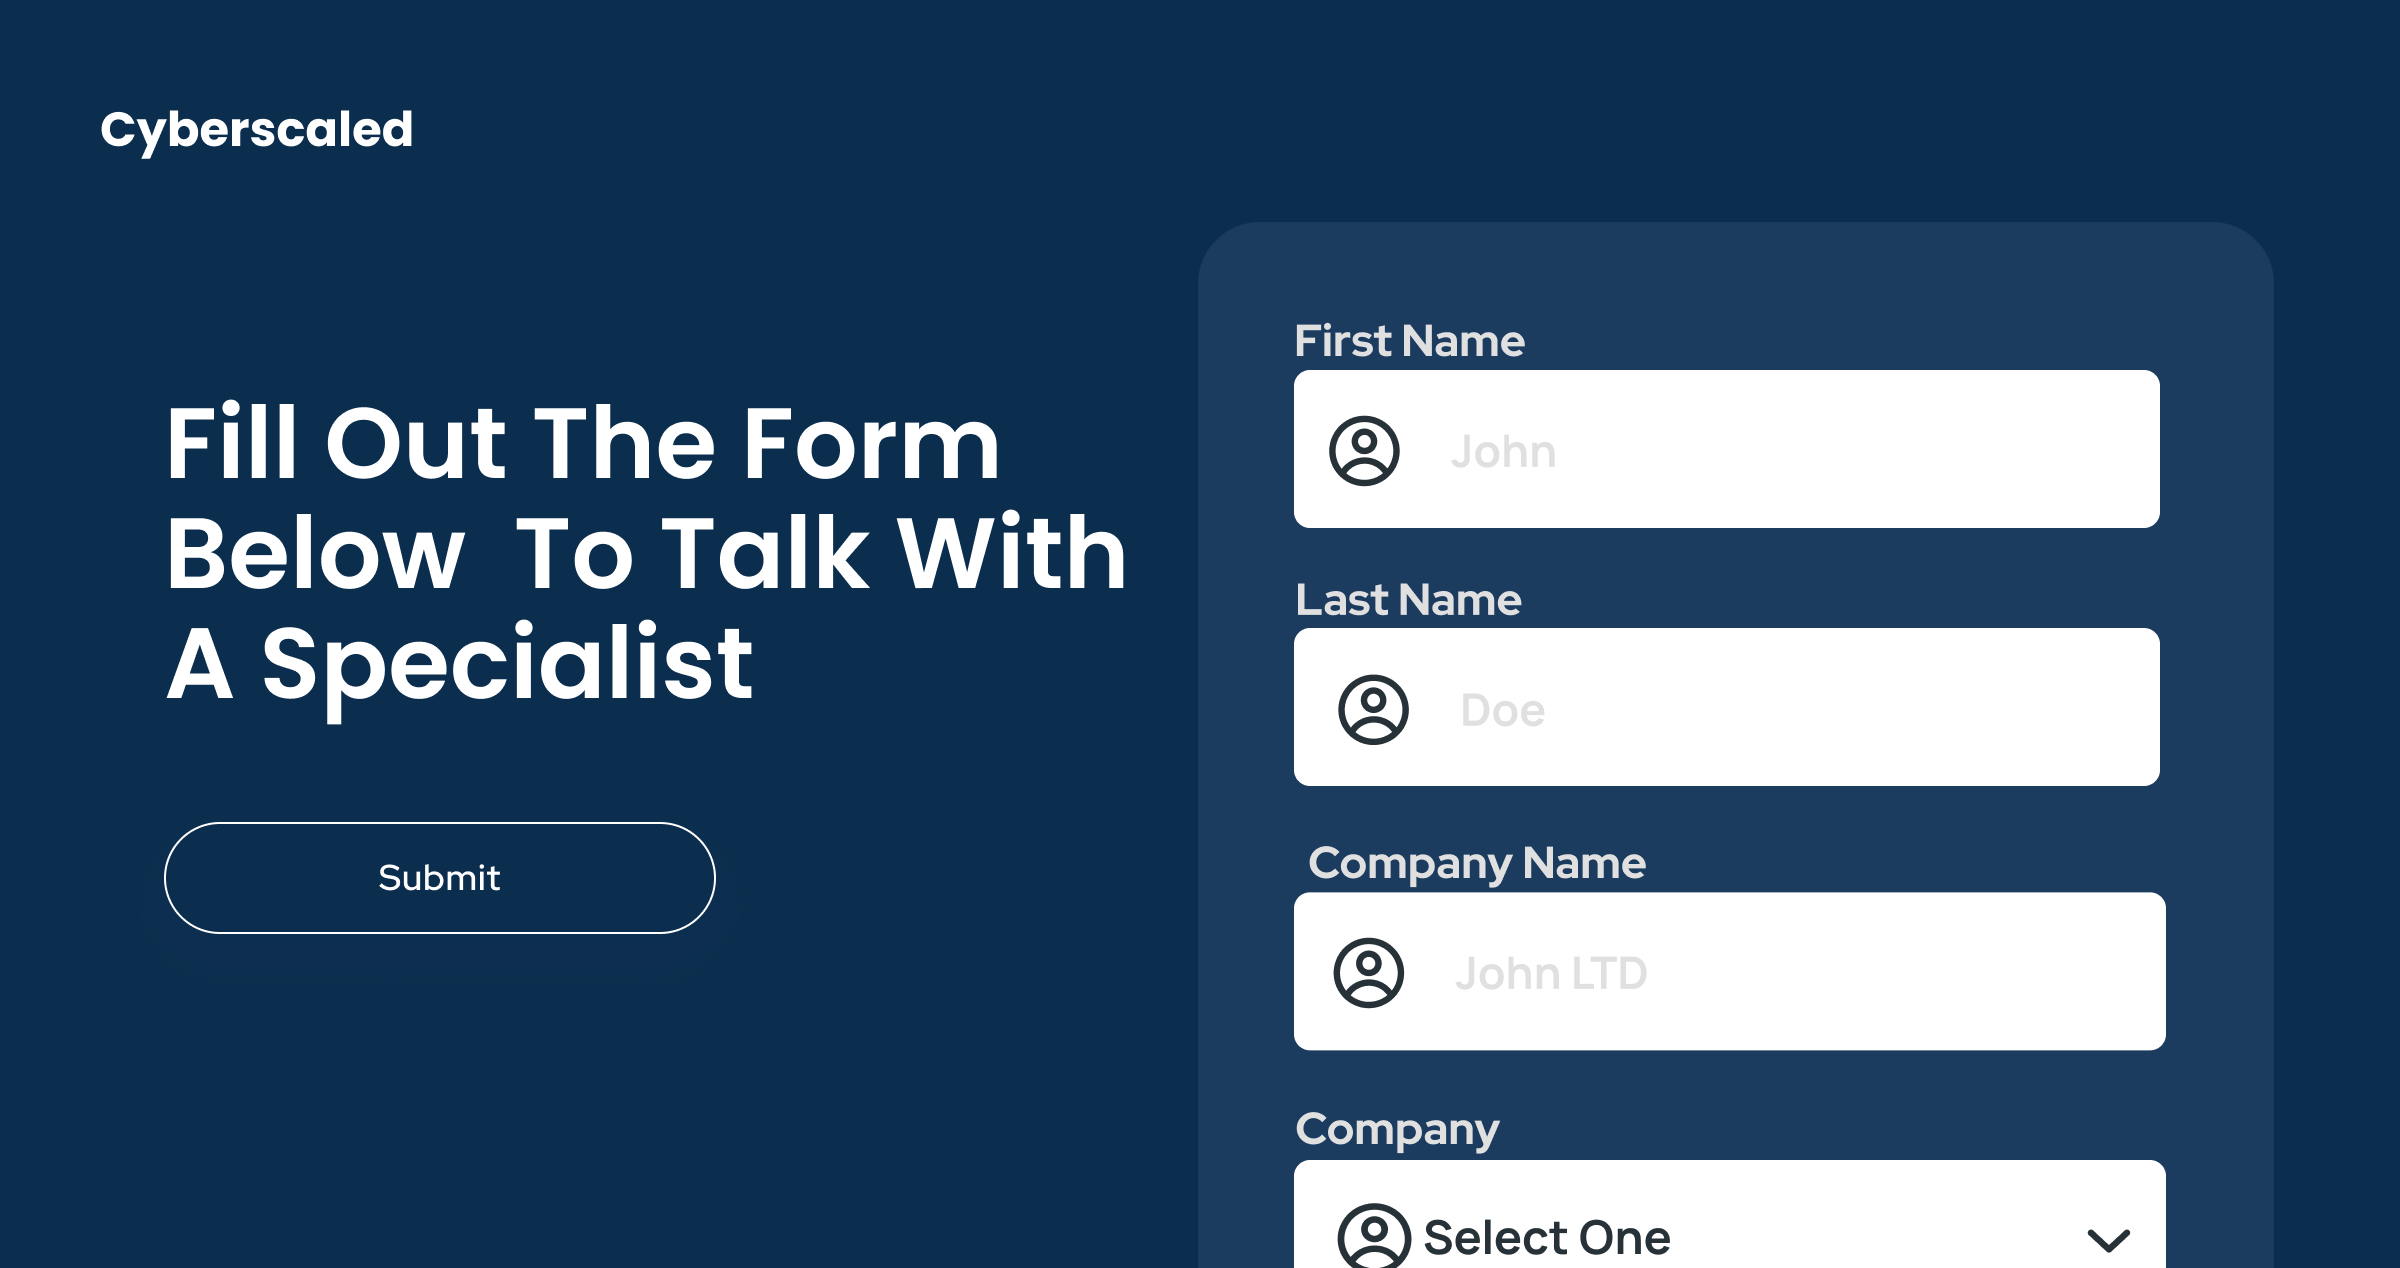 Cyberscaled
Fill Out The Form
Below  To Talk With
A Specialist
Submit
First Name
John
Last Name
Doe
Company Name
John LTD
Company
Select One